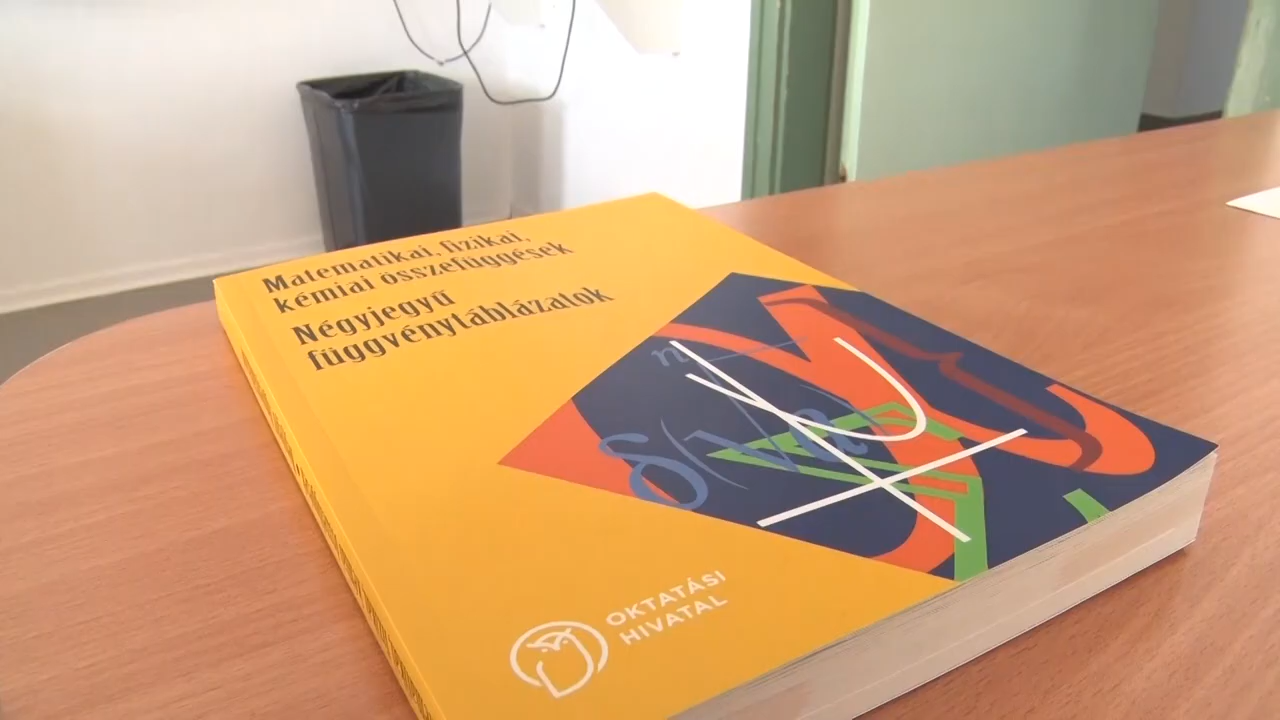 Matematikai, fizikai,
kémiai összefüggések
Négyjegyű
függvénytáblázatok
OKTATÁSI
HIVATAL